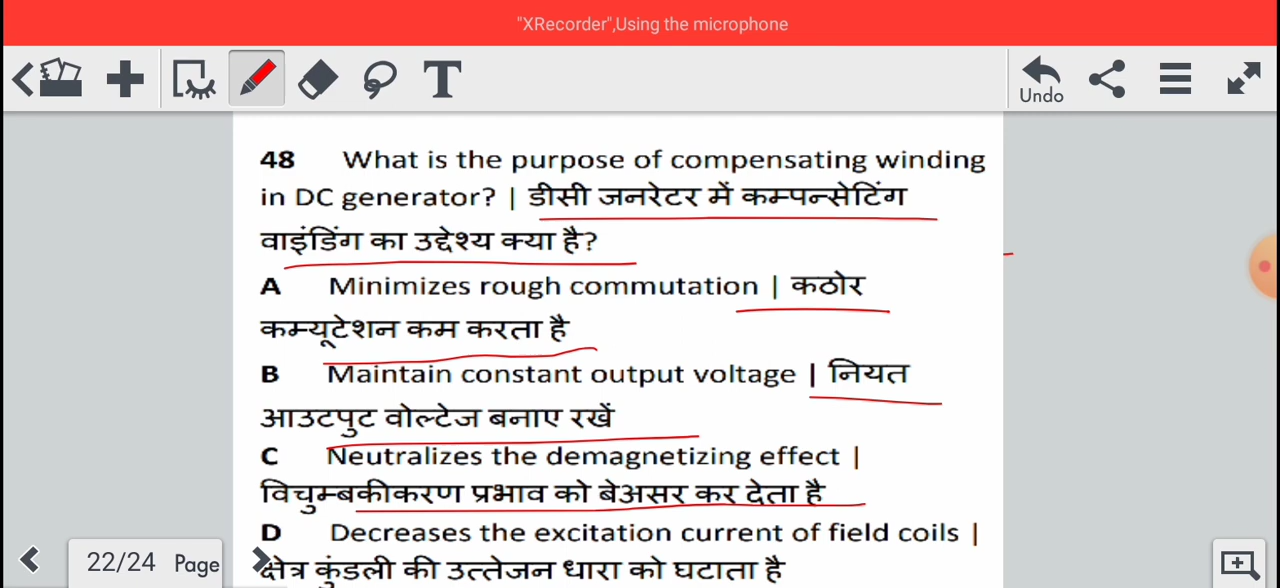 "XRecorder",Using the microphone
T
Undo
48 What is the purpose of compensating winding
in DC generator? | डीसी जनरेटर में कम्पन्सेटिंग
वाइंडिंग का उद्देश्य क्या है?
A Minimizes rough commutation | कठोर
कम्यूटेशन कम करता है
B Maintain constant output voltage | नियत
आउटपुट वोल्टेज बनाए रखें
C Neutralizes the demagnetizing effect |
विचुम्बकीकरण प्रभाव को बेअसर कर देता है
D Decreases the excitation current of field coils |
क्षेत्र कुंडली की उत्तेजन धारा को घटाता है
22/24 Page